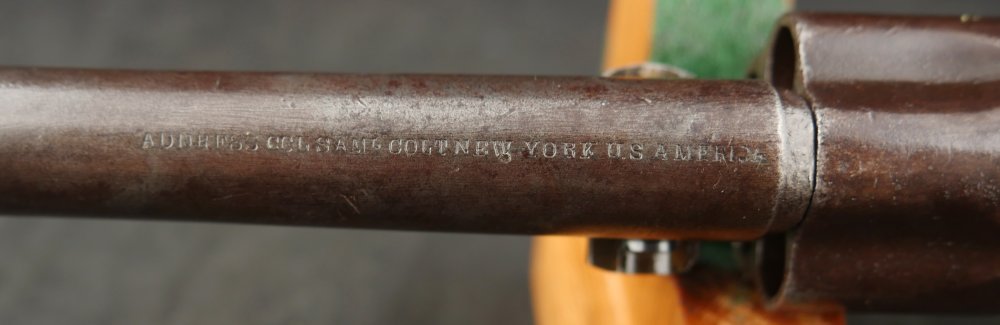 ADDRESS COL. SAMᴸ COLT NEW YORK U.S AMERICA